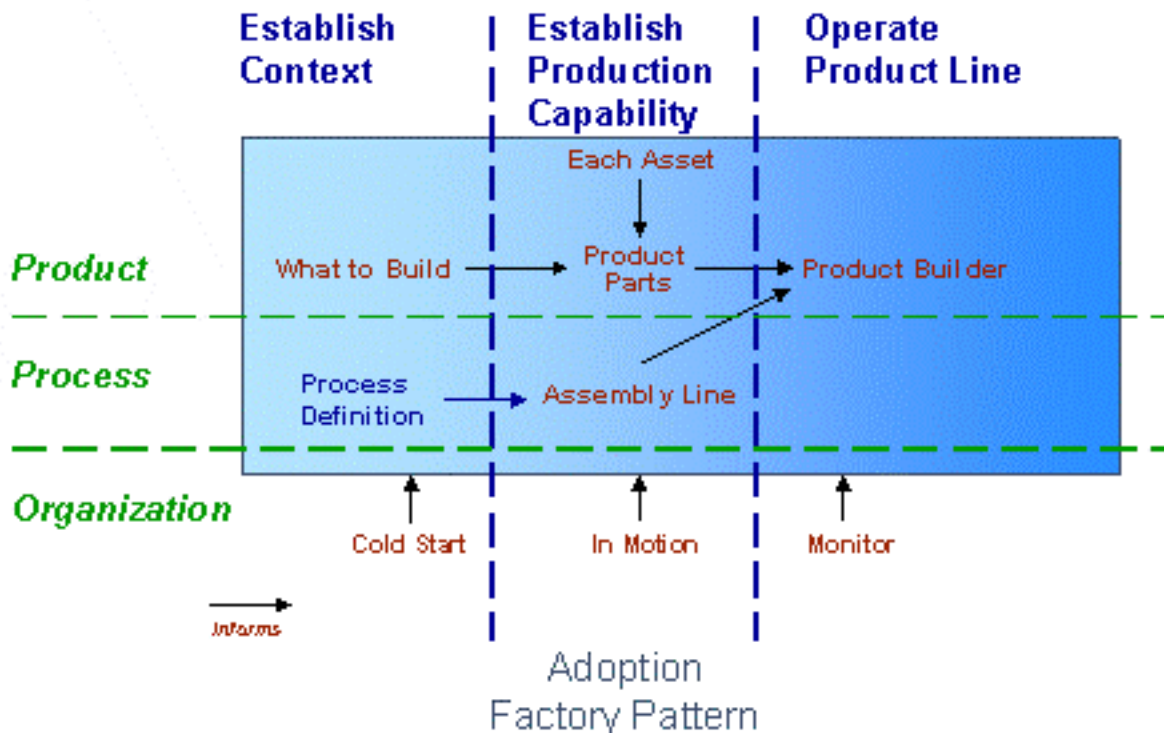 Establish
Context
Establish
Production
Capability
Operate
Product Line
Each Asset
Product
What to Build
Product
Parts
Product Builder
Process
Process
Definition
Assembly Line
Organization
Cold Start
In Motion
Monitor
Informs
Adoption
Factory Pattern